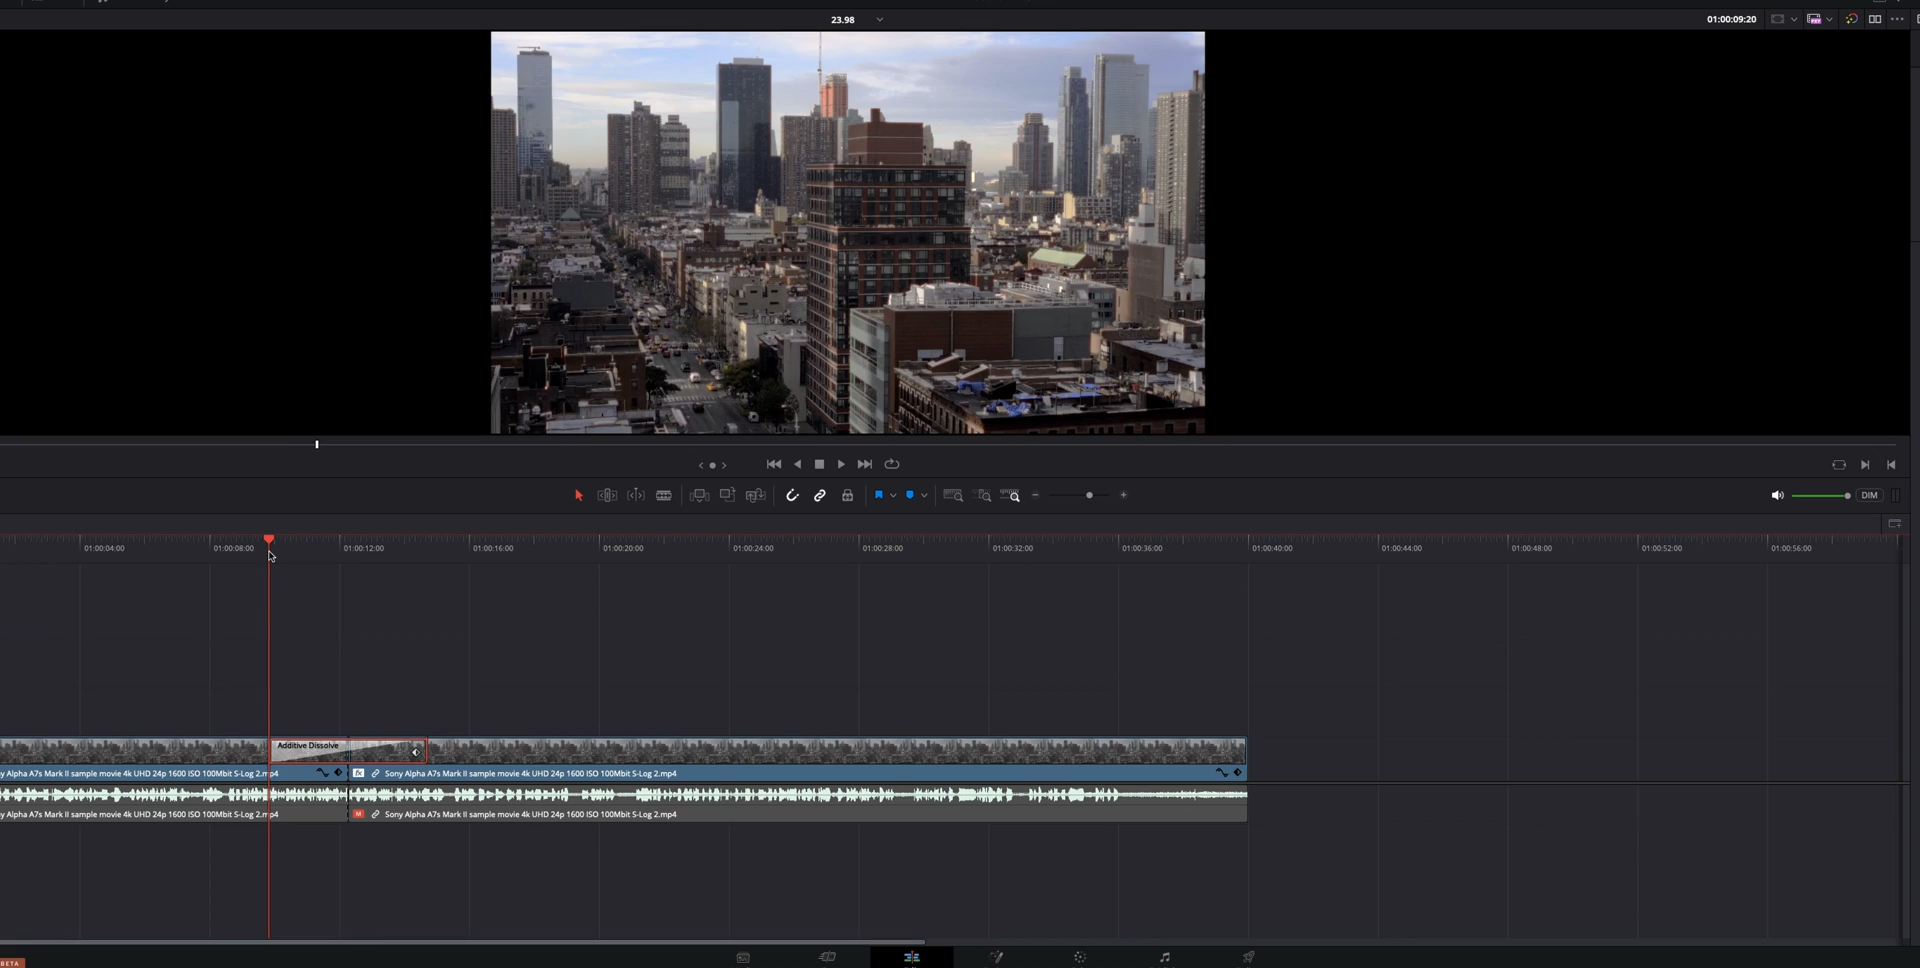 23.98
01:00:09:20
DIM
01:00:04:00 01:00:08:00 01:00:12:00 01:00:16:00 01:00:20:00 01:00:24:00 01:00:28:00 01:00:32:00 01:00:36:00 01:00:40:00 01:00:44:00 01:00:48:00 01:00:52:00 01:00:56:00
Additive Dissolve
y Alpha A7s Mark II sample movie 4k UHD 24p 1600 ISO 100Mbit S-Log 2.mp4
fx Sony Alpha A7s Mark II sample movie 4k UHD 24p 1600 ISO 100Mbit S-Log 2.mp4
y Alpha A7s Mark II sample movie 4k UHD 24p 1600 ISO 100Mbit S-Log 2.mp4
M Sony Alpha A7s Mark II sample movie 4k UHD 24p 1600 ISO 100Mbit S-Log 2.mp4
BETA